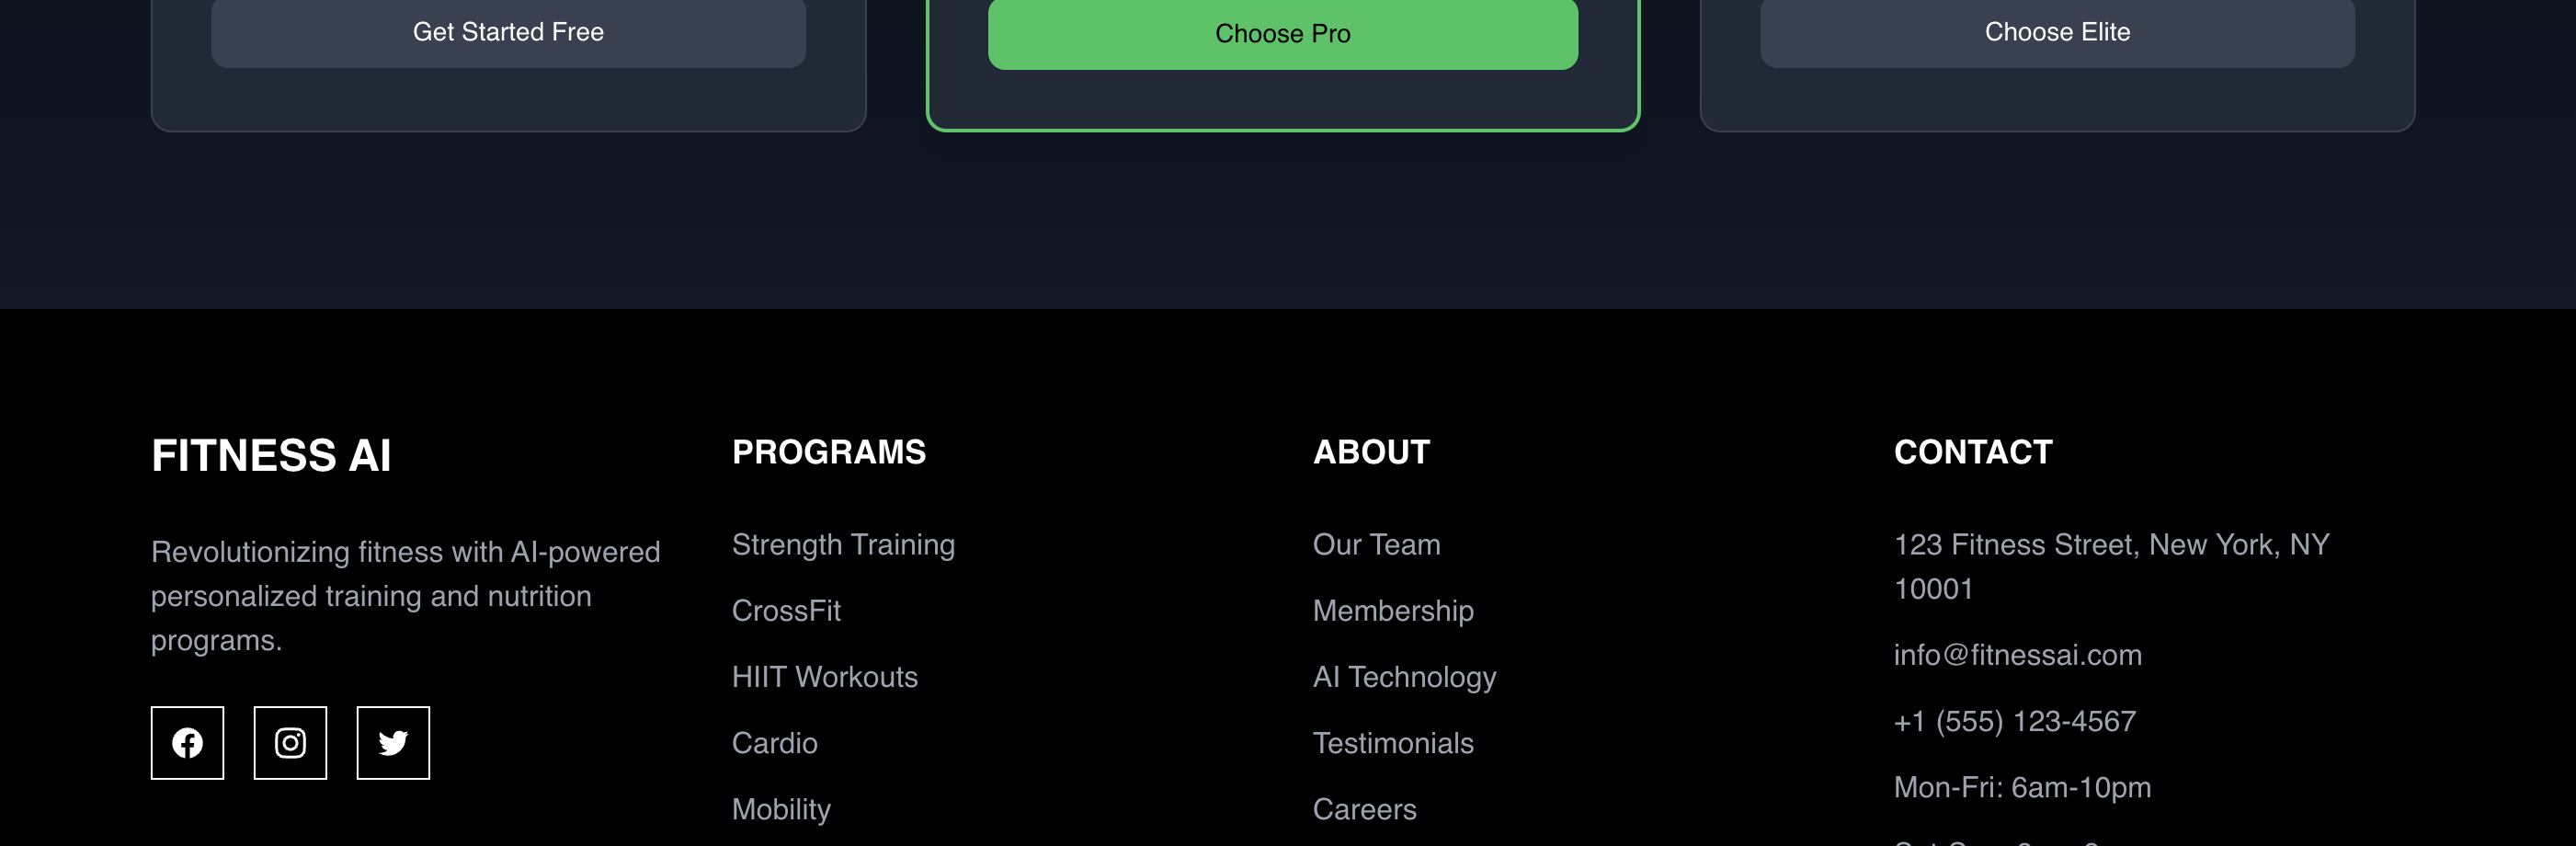 Get Started Free
Choose Pro
Choose Elite
FITNESS AI
Revolutionizing fitness with AI-powered
personalized training and nutrition
programs.
PROGRAMS
Strength Training
CrossFit
HIIT Workouts
Cardio
Mobility
ABOUT
Our Team
Membership
AI Technology
Testimonials
Careers
CONTACT
123 Fitness Street, New York, NY
10001
info@fitnessai.com
+1 (555) 123-4567
Mon-Fri: 6am-10pm